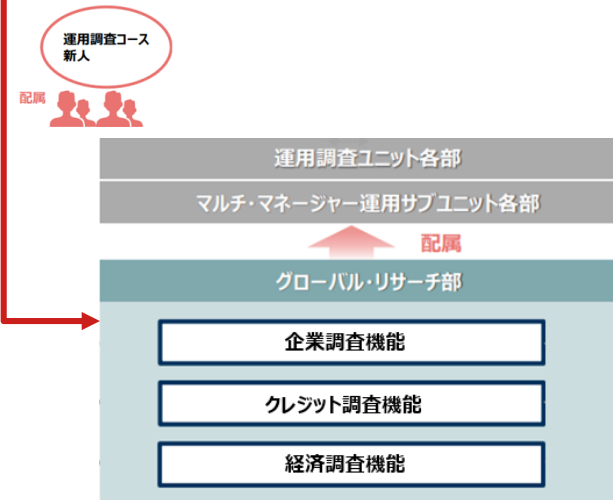 運用調査コース
新人
配属
運用調査ユニット各部
マルチ・マネージャー運用サブユニット各部
配属
グローバル・リサーチ部
企業調査機能
クレジット調査機能
経済調査機能